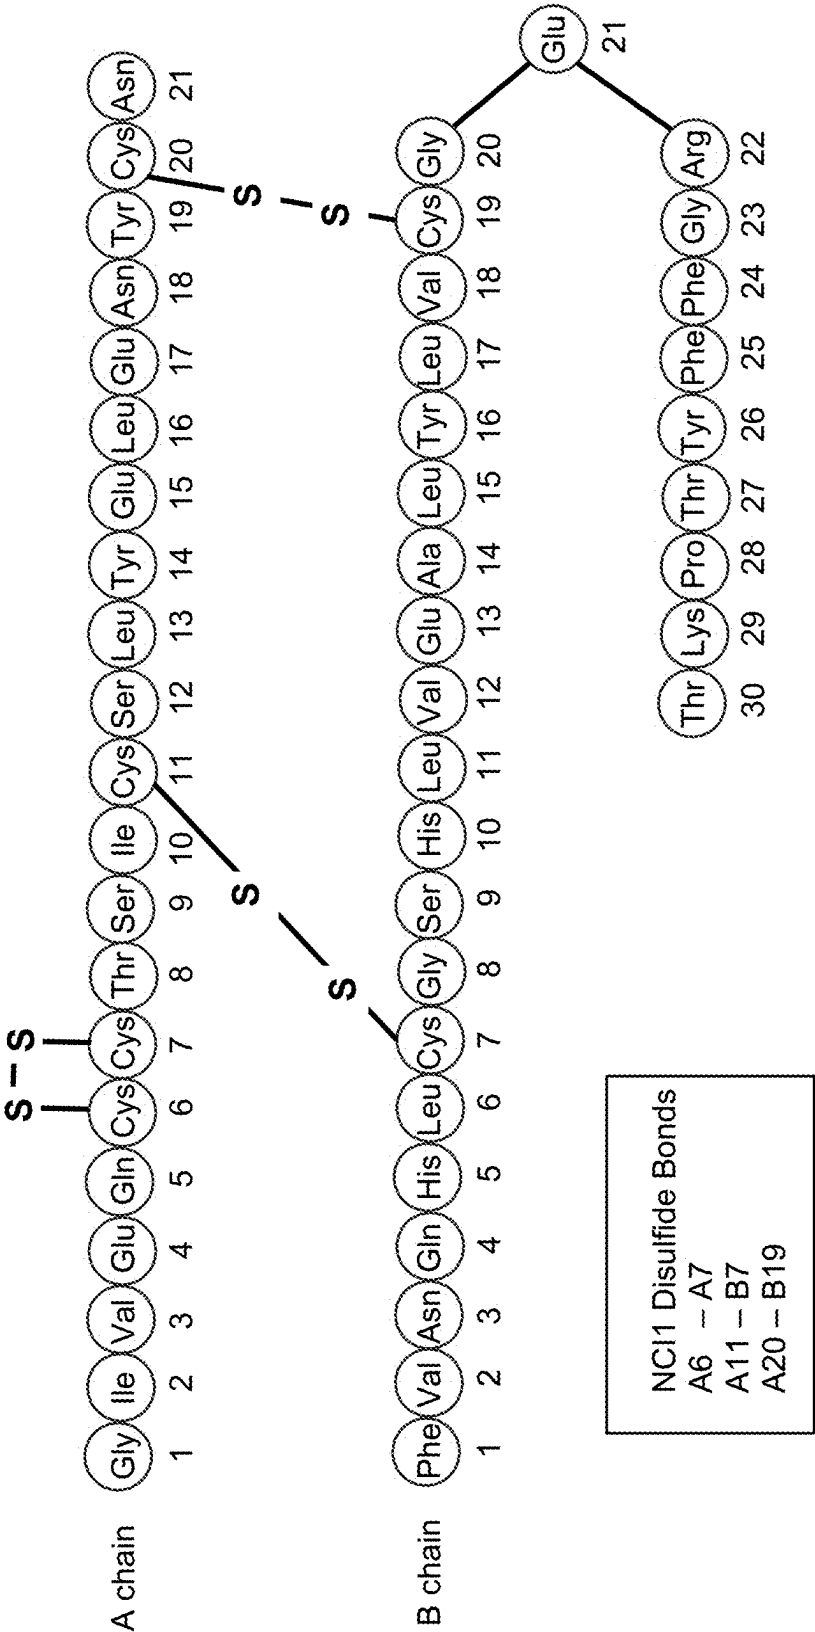 S – S
A chain Gly Ile Val Glu Gln Cys Cys Thr Ser Ile Cys Ser Leu Tyr Glu Leu Glu Asn Tyr Cys Asn
1 2 3 4 5 6 7 8 9 10 11 12 13 14 15 16 17 18 19 20 21
S S
S S
B chain Phe Val Asn Gln His Leu Cys Gly Ser His Leu Val Glu Ala Leu Tyr Leu Val Cys Gly
1 2 3 4 5 6 7 8 9 10 11 12 13 14 15 16 17 18 19 20
Glu
21
Thr Lys Pro Thr Tyr Phe Phe Gly Arg
30 29 28 27 26 25 24 23 22
NCI1 Disulfide Bonds
A6 – A7
A11 – B7
A20 – B19